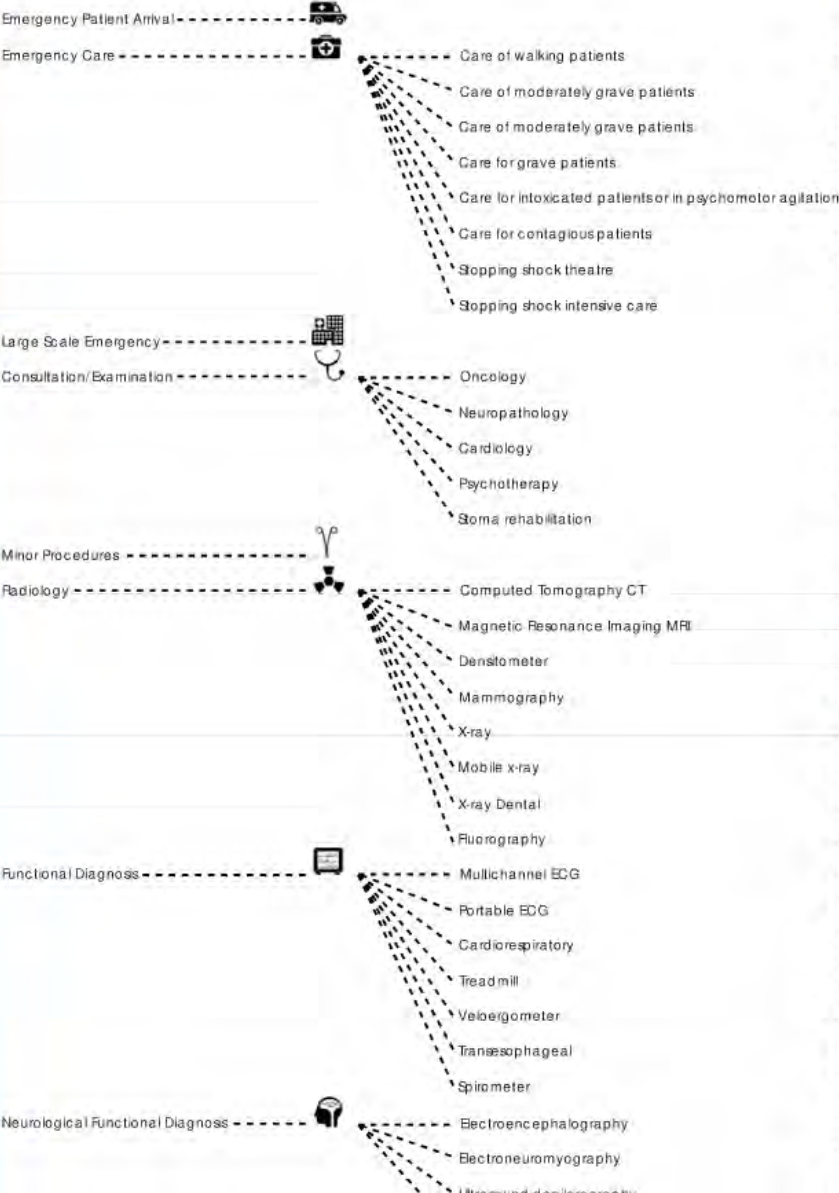 Emergency Patient Arrival
Emergency Care
Care of walking patients
Care of moderately grave patients
Care of moderately grave patients
Care for grave patients
Care for intoxicated patients or in psychomotor agitation
Care for contagious patients
Stopping shock theatre
Stopping shock intensive care
Large Scale Emergency
Consultation/Examination
Oncology
Neuropathology
Cardiology
Psychotherapy
Stoma rehabilitation
Minor Procedures
Radiology
Computed Tomography CT
Magnetic Resonance Imaging MRI
Densitometer
Mammography
X-ray
Mobile x-ray
X-ray Dental
Fluorography
Functional Diagnosis
Multichannel ECG
Portable ECG
Cardiorespiratory
Treadmill
Veloergometer
Transesophageal
Spirometer
Neurological Functional Diagnosis
Electroencephalography
Electroneuromyography